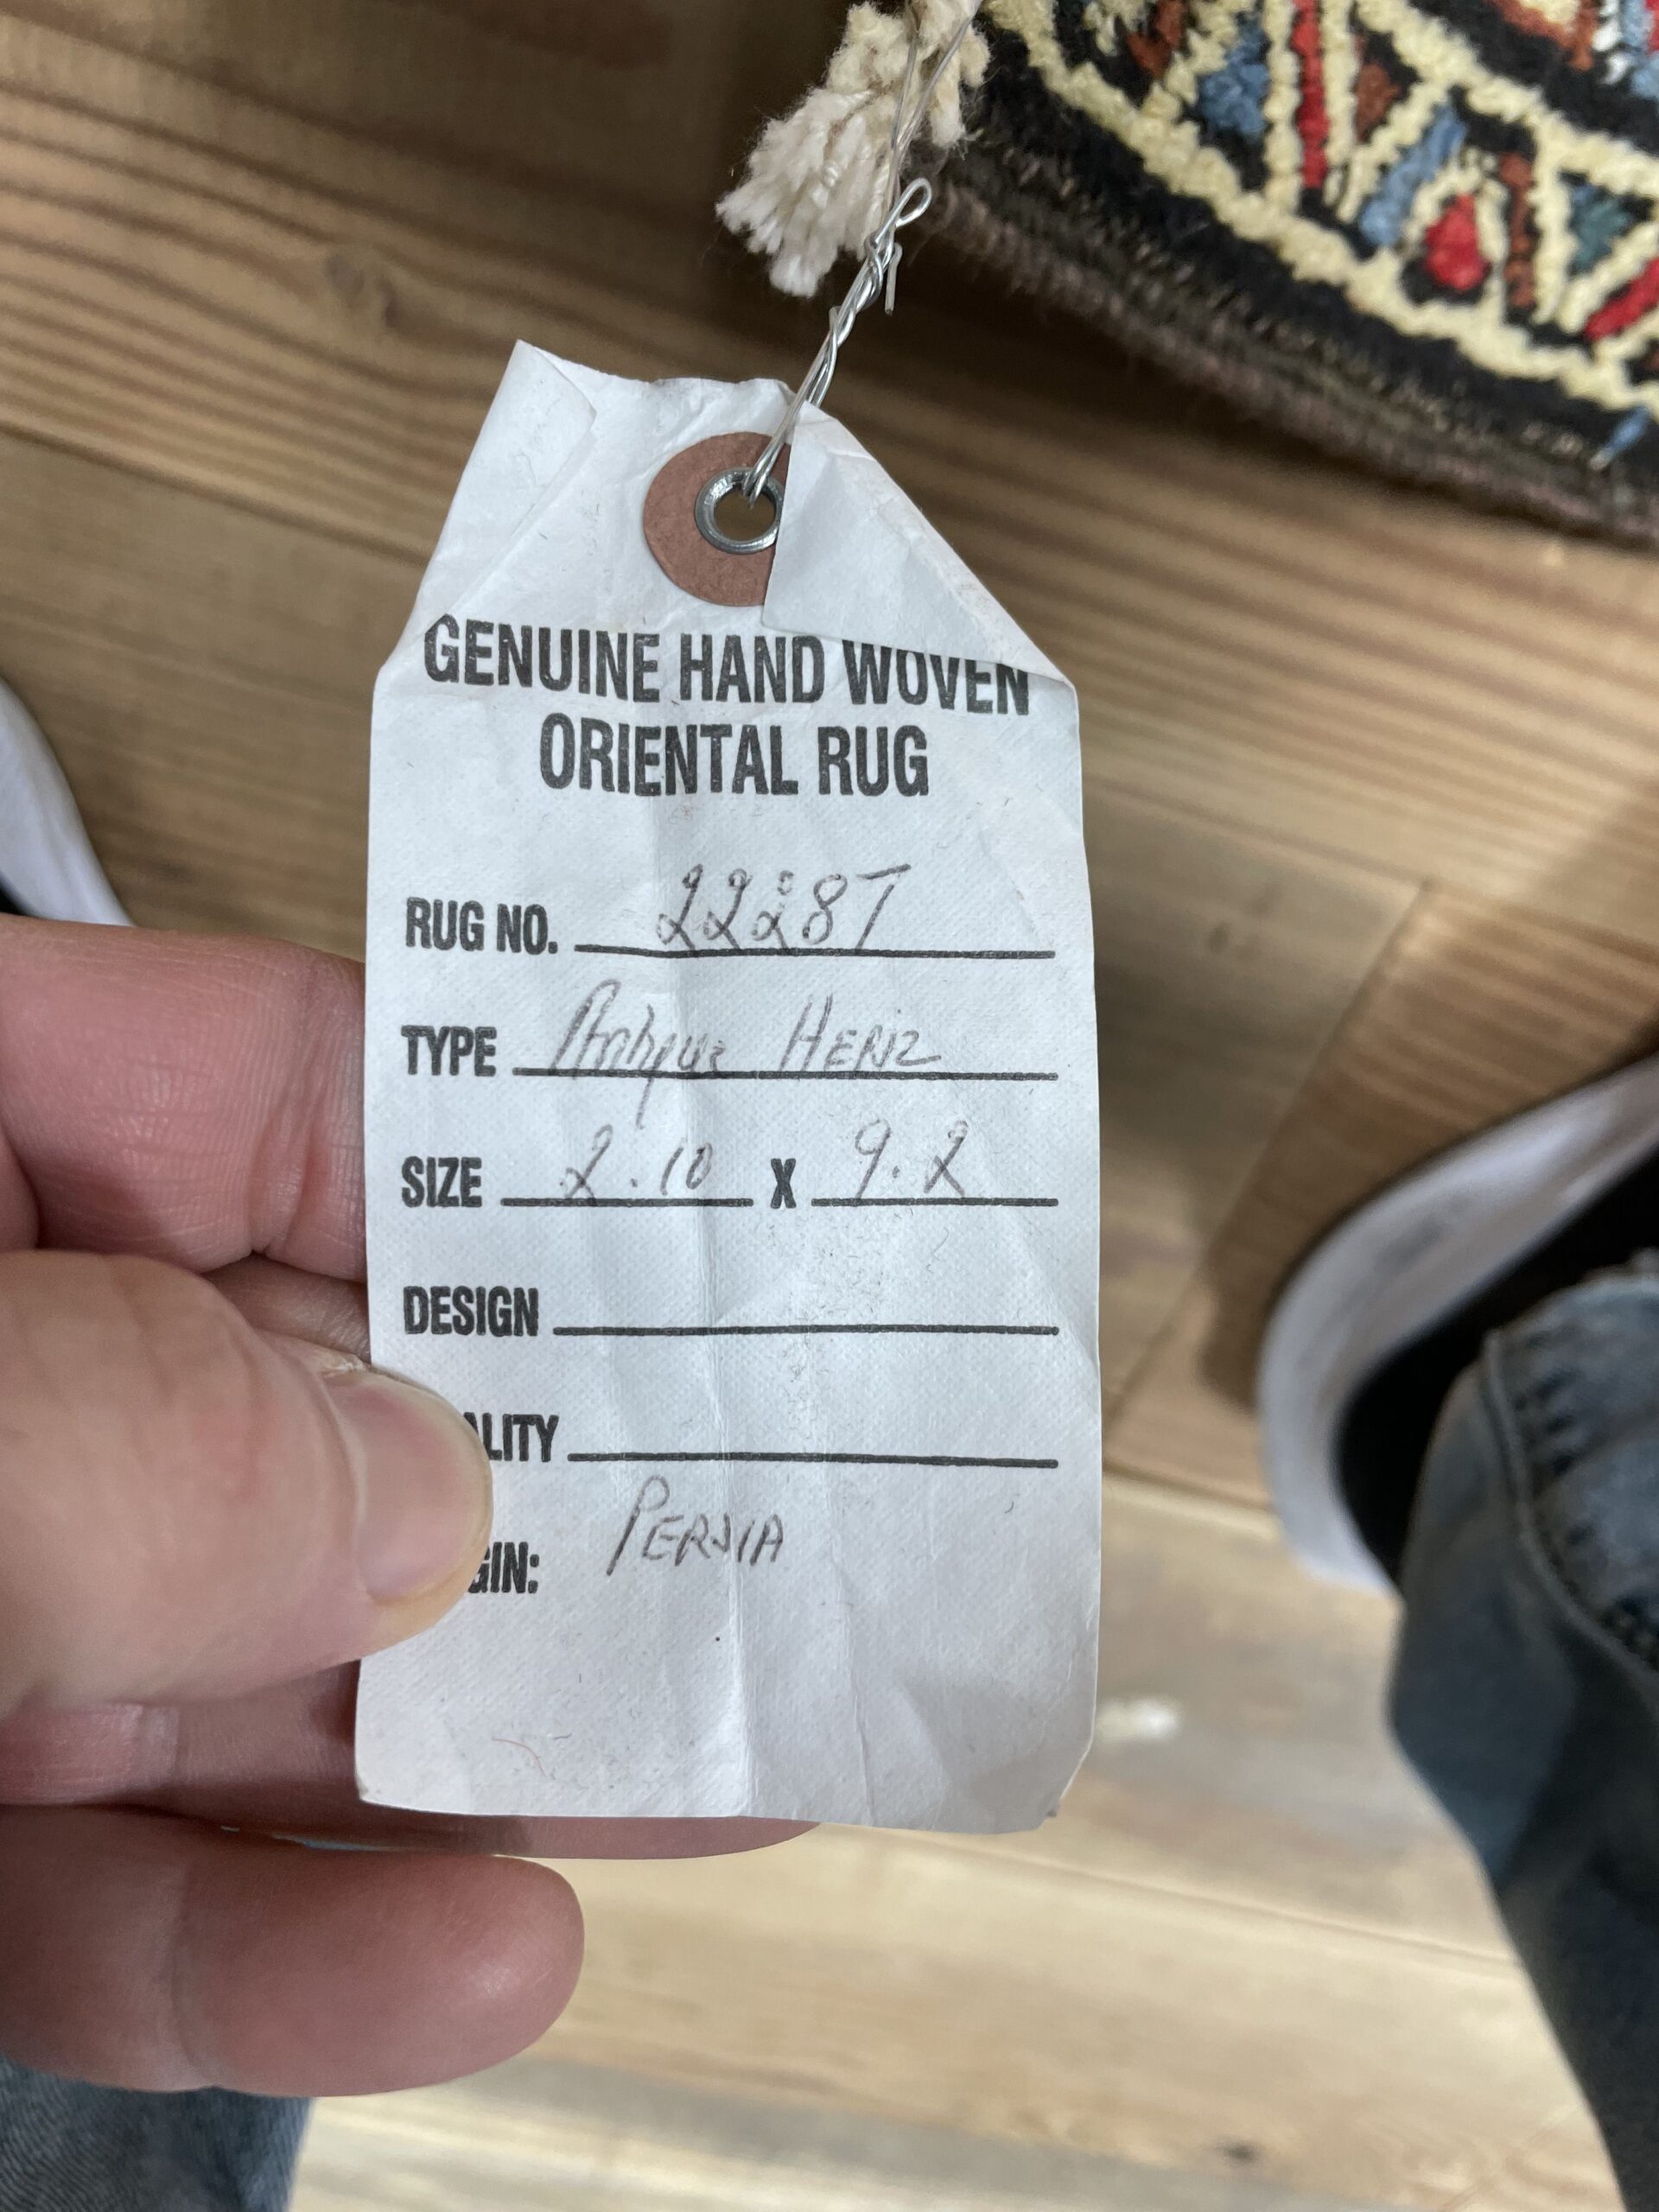 GENUINE HAND WOVEN
ORIENTAL RUG
RUG NO. 22287
TYPE Antique HERIZ
SIZE 2.10 X 9.2
DESIGN
ALITY
GIN: PERSIA